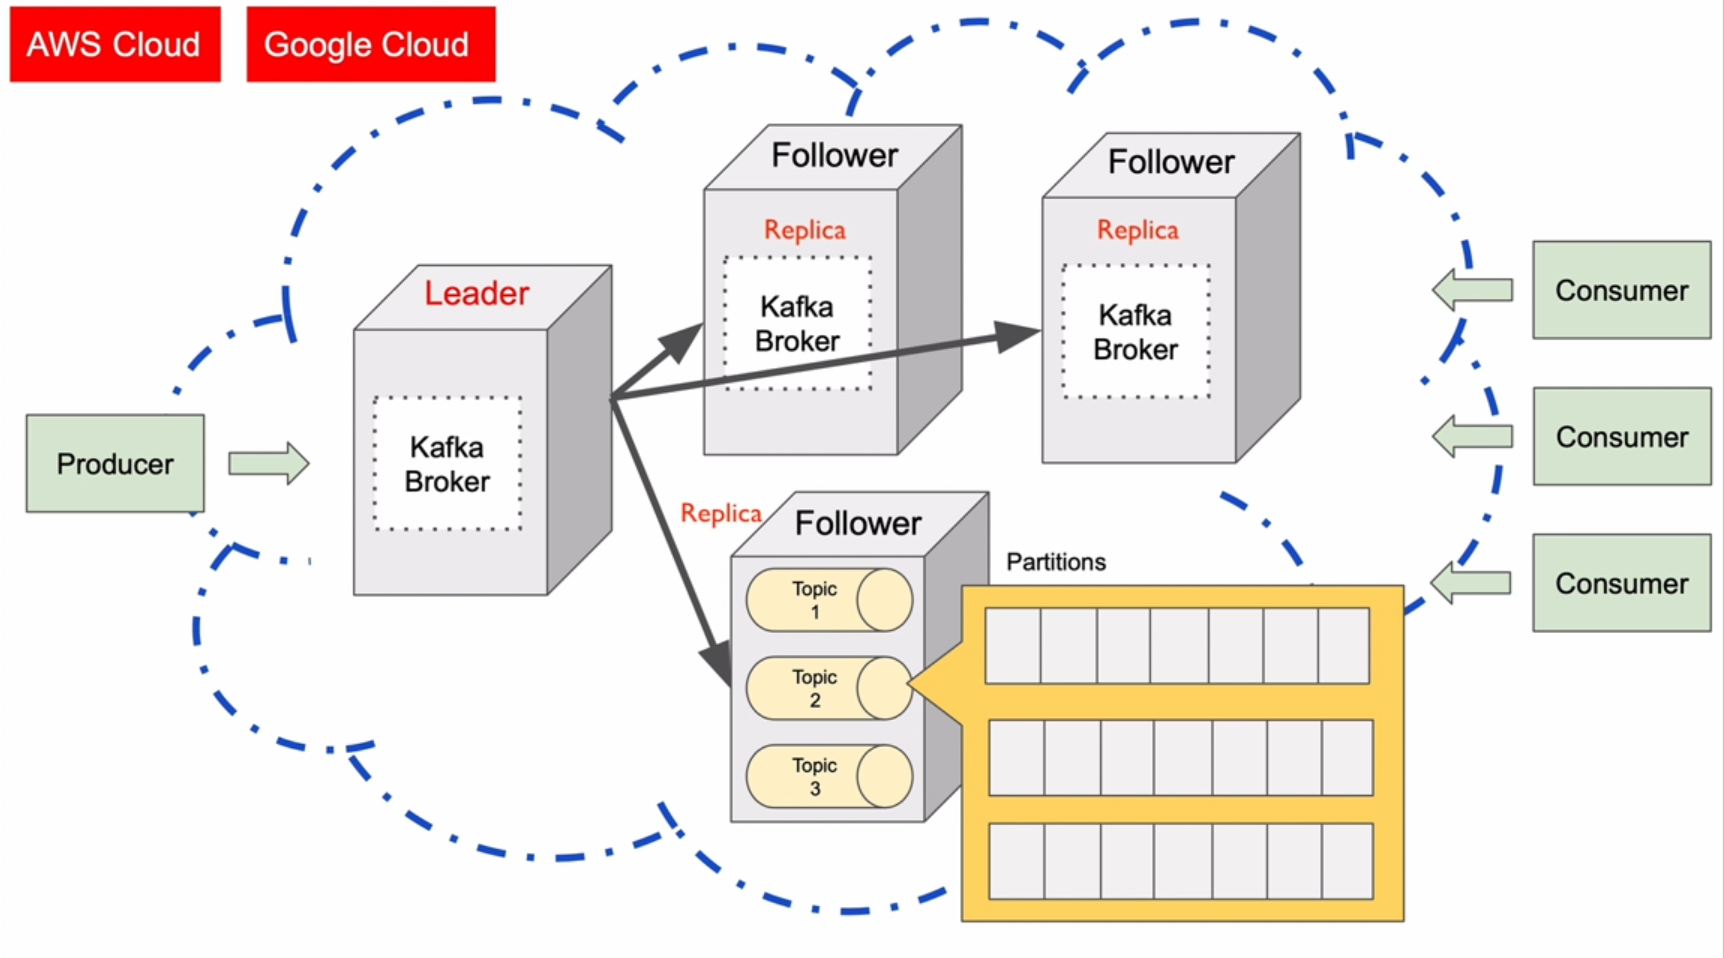 AWS Cloud
Google Cloud
Follower
Follower
Replica
Replica
Leader
Kafka
Broker
Kafka
Broker
Kafka
Broker
Producer
Consumer
Consumer
Consumer
Replica
Follower
Partitions
Topic
1
Topic
2
Topic
3